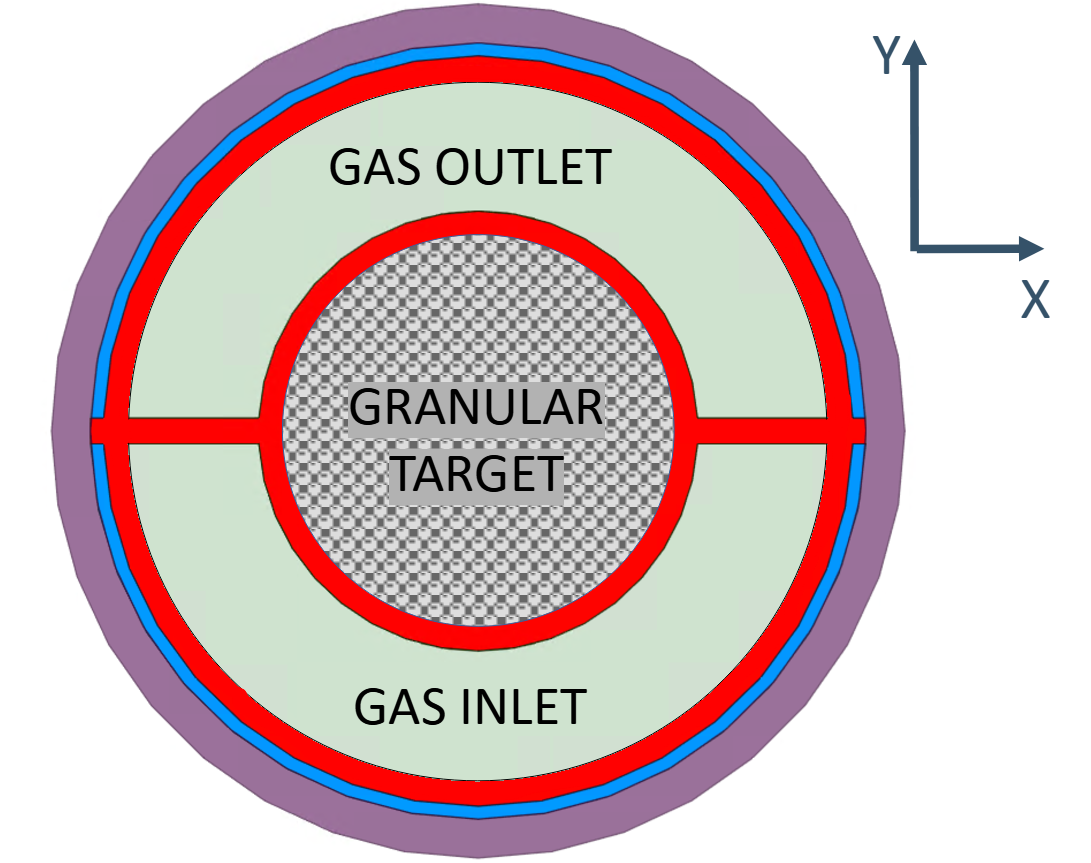 GAS OUTLET
GRANULAR
TARGET
GAS INLET
Y
X